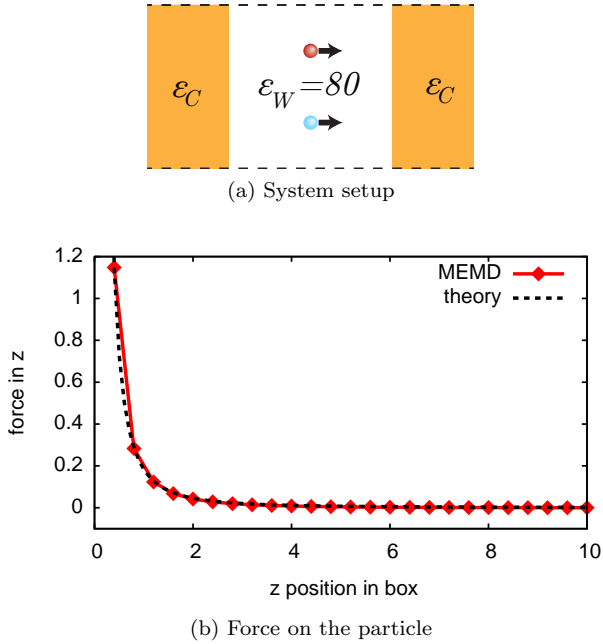 ε_C ε_W=80 ε_C
(a) System setup
1.2
MEMD
1
theory
0.8
0.6
0.4
0.2
0
force in z
0 2 4 6 8 10
z position in box
(b) Force on the particle